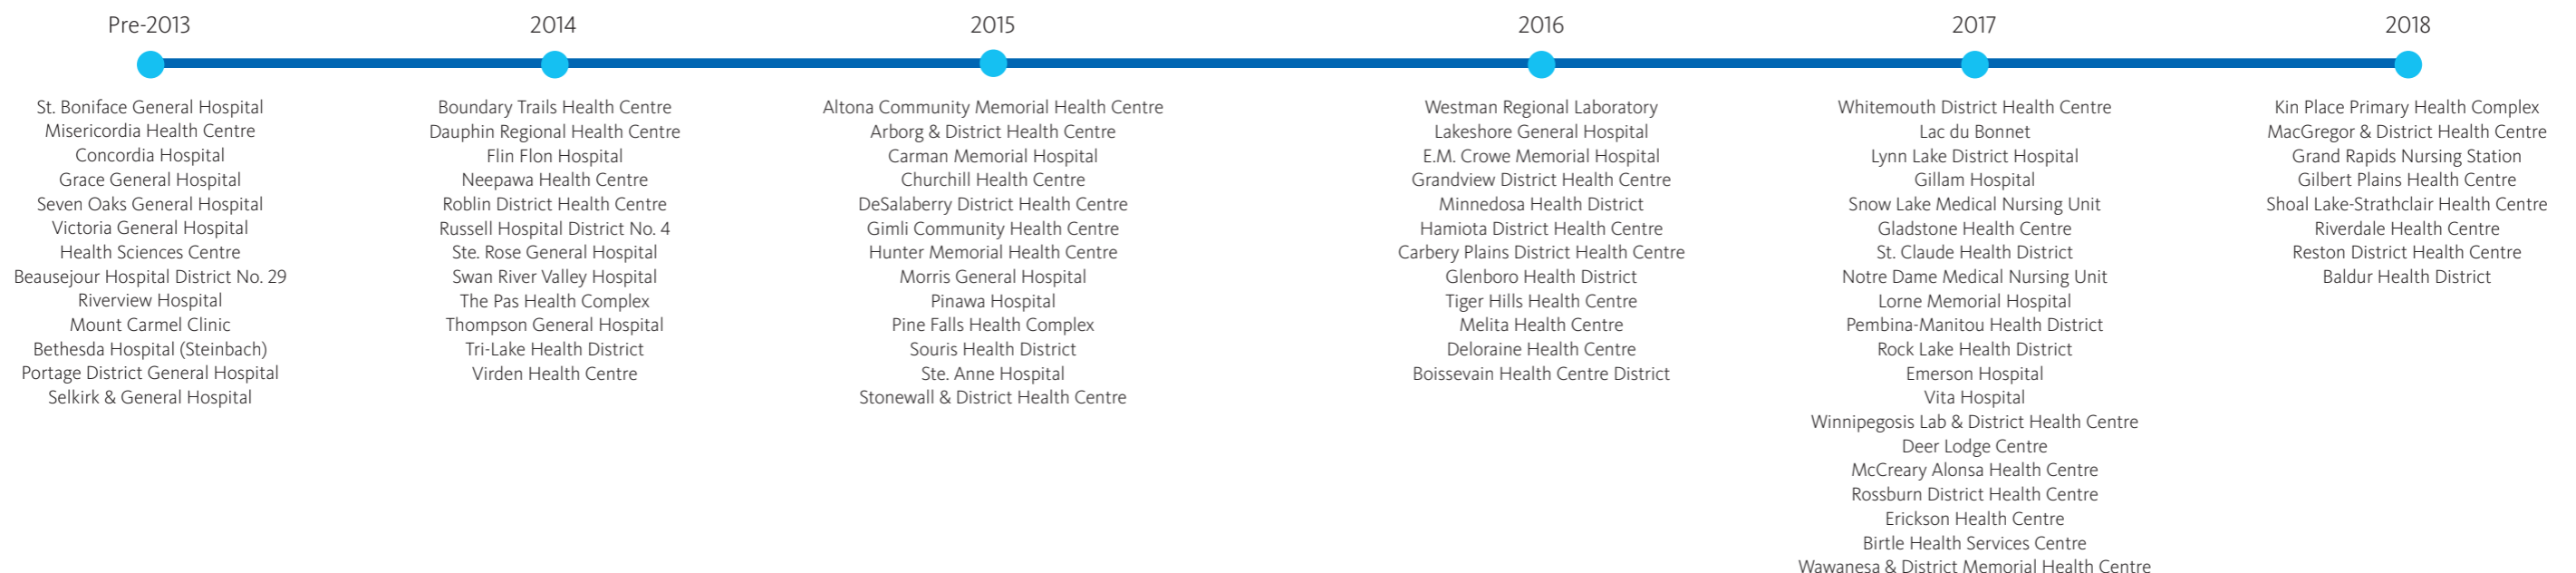 Pre-2013
St. Boniface General Hospital
Misericordia Health Centre
Concordia Hospital
Grace General Hospital
Seven Oaks General Hospital
Victoria General Hospital
Health Sciences Centre
Beausejour Hospital District No. 29
Riverview Hospital
Mount Carmel Clinic
Bethesda Hospital (Steinbach)
Portage District General Hospital
Selkirk & General Hospital
2014
Boundary Trails Health Centre
Dauphin Regional Health Centre
Flin Flon Hospital
Neepawa Health Centre
Roblin District Health Centre
Russell Hospital District No. 4
Ste. Rose General Hospital
Swan River Valley Hospital
The Pas Health Complex
Thompson General Hospital
Tri-Lake Health District
Virden Health Centre
2015
Altona Community Memorial Health Centre
Arborg & District Health Centre
Carman Memorial Hospital
Churchill Health Centre
DeSalaberry District Health Centre
Gimli Community Health Centre
Hunter Memorial Health Centre
Morris General Hospital
Pinawa Hospital
Pine Falls Health Complex
Souris Health District
Ste. Anne Hospital
Stonewall & District Health Centre
2016
Westman Regional Laboratory
Lakeshore General Hospital
E.M. Crowe Memorial Hospital
Grandview District Health Centre
Minnedosa Health District
Hamiota District Health Centre
Carbery Plains District Health Centre
Glenboro Health District
Tiger Hills Health Centre
Melita Health Centre
Deloraine Health Centre
Boissevain Health Centre District
2017
Whitemouth District Health Centre
Lac du Bonnet
Lynn Lake District Hospital
Gillam Hospital
Snow Lake Medical Nursing Unit
Gladstone Health Centre
St. Claude Health District
Notre Dame Medical Nursing Unit
Lorne Memorial Hospital
Pembina-Manitou Health District
Rock Lake Health District
Emerson Hospital
Vita Hospital
Winnipegosis Lab & District Health Centre
Deer Lodge Centre
McCreary Alonsa Health Centre
Rossburn District Health Centre
Erickson Health Centre
Birtle Health Services Centre
Wawanesa & District Memorial Health Centre
2018
Kin Place Primary Health Complex
MacGregor & District Health Centre
Grand Rapids Nursing Station
Gilbert Plains Health Centre
Shoal Lake-Strathclair Health Centre
Riverdale Health Centre
Reston District Health Centre
Baldur Health District